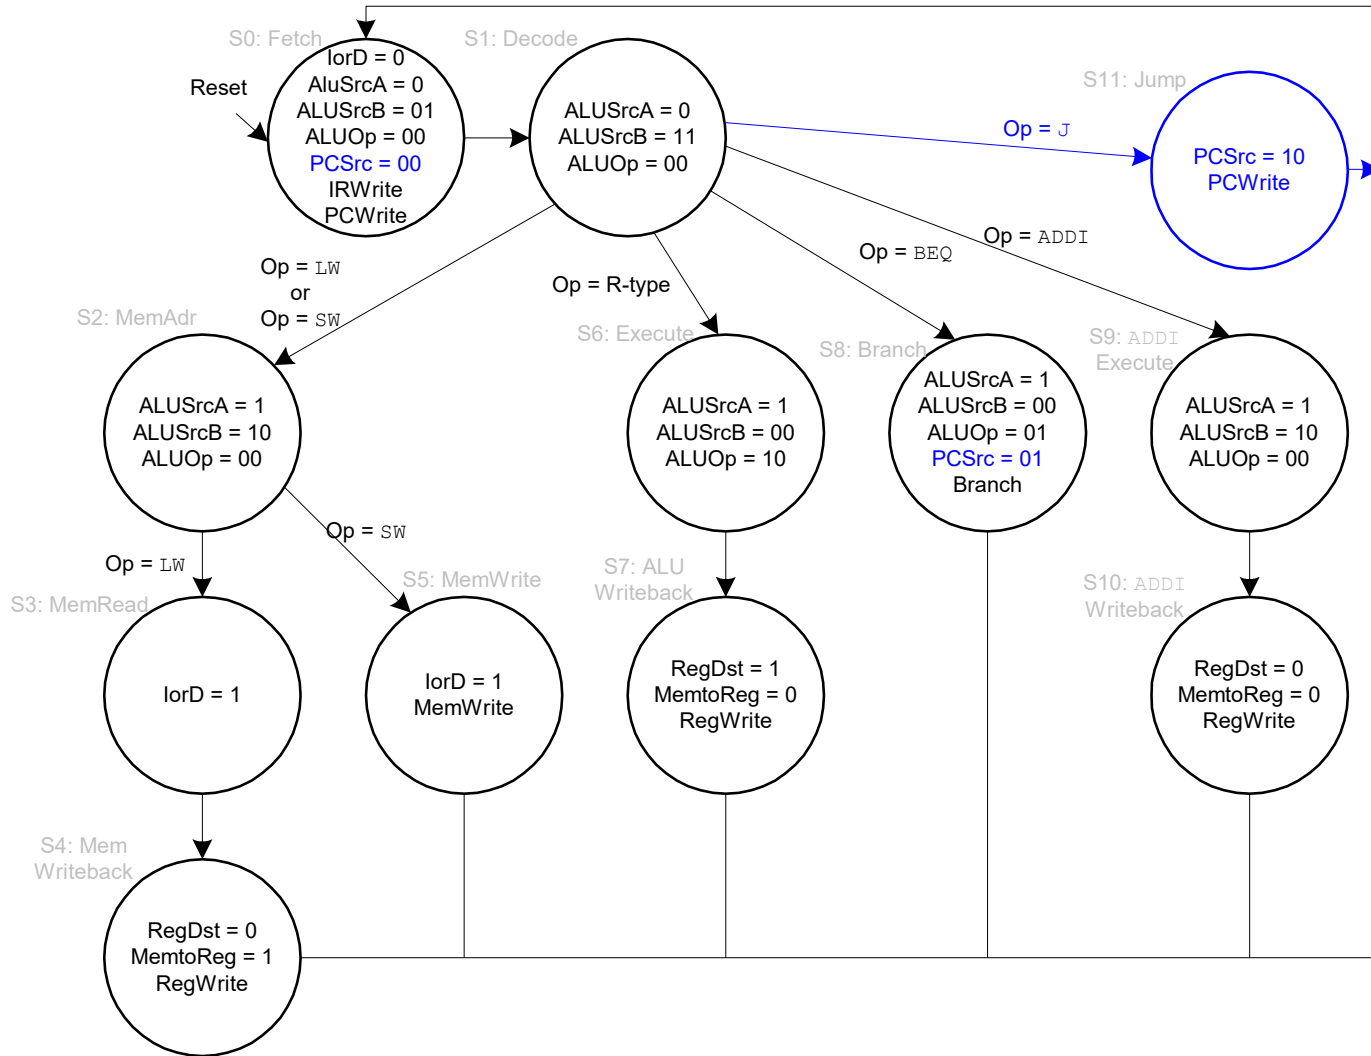 S0: Fetch
IorD = 0
AluSrcA = 0
ALUSrcB = 01
ALUOp = 00
PCSrc = 00
IRWrite
PCWrite
Reset
S1: Decode
ALUSrcA = 0
ALUSrcB = 11
ALUOp = 00
S11: Jump
Op = J
PCSrc = 10
PCWrite
Op = LW
or
Op = SW
Op = R-type
Op = BEQ
Op = ADDI
S2: MemAdr
ALUSrcA = 1
ALUSrcB = 10
ALUOp = 00
S6: Execute
ALUSrcA = 1
ALUSrcB = 00
ALUOp = 10
S8: Branch
ALUSrcA = 1
ALUSrcB = 00
ALUOp = 01
PCSrc = 01
Branch
S9: ADDI
Execute
ALUSrcA = 1
ALUSrcB = 10
ALUOp = 00
Op = LW
Op = SW
S3: MemRead
IorD = 1
S5: MemWrite
IorD = 1
MemWrite
S7: ALU
Writeback
RegDst = 1
MemtoReg = 0
RegWrite
S10: ADDI
Writeback
RegDst = 0
MemtoReg = 0
RegWrite
S4: Mem
Writeback
RegDst = 0
MemtoReg = 1
RegWrite